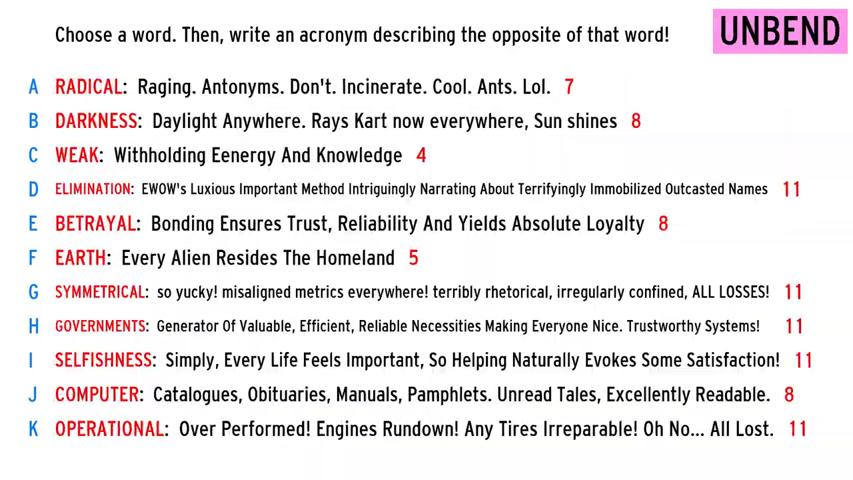 Choose a word. Then, write an acronym describing the opposite of that word! UNBEND
A RADICAL: Raging. Antonyms. Don't. Incinerate. Cool. Ants. Lol. 7
B DARKNESS: Daylight Anywhere. Rays Kart now everywhere, Sun shines 8
C WEAK: Withholding Eenergy And Knowledge 4
D ELIMINATION: EWOW's Luxious Important Method Intriguingly Narrating About Terrifyingly Immobilized Outcasted Names 11
E BETRAYAL: Bonding Ensures Trust, Reliability And Yields Absolute Loyalty 8
F EARTH: Every Alien Resides The Homeland 5
G SYMMETRICAL: so yucky! misaligned metrics everywhere! terribly rhetorical, irregularly confined, ALL LOSSES! 11
H GOVERNMENTS: Generator Of Valuable, Efficient, Reliable Necessities Making Everyone Nice. Trustworthy Systems! 11
I SELFISHNESS: Simply, Every Life Feels Important, So Helping Naturally Evokes Some Satisfaction! 11
J COMPUTER: Catalogues, Obituaries, Manuals, Pamphlets. Unread Tales, Excellently Readable. 8
K OPERATIONAL: Over Performed! Engines Rundown! Any Tires Irreparable! Oh No... All Lost. 11